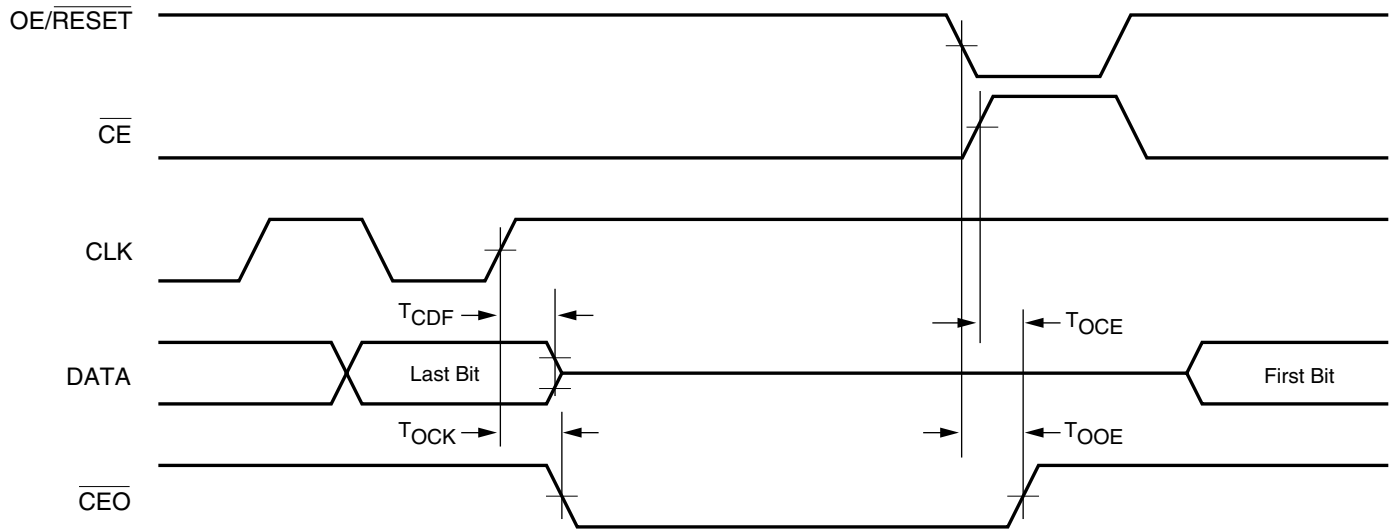 OE/RESET
CE
CLK
TCDF
TOCE
DATA
Last Bit
First Bit
TOCK
TOOE
CEO